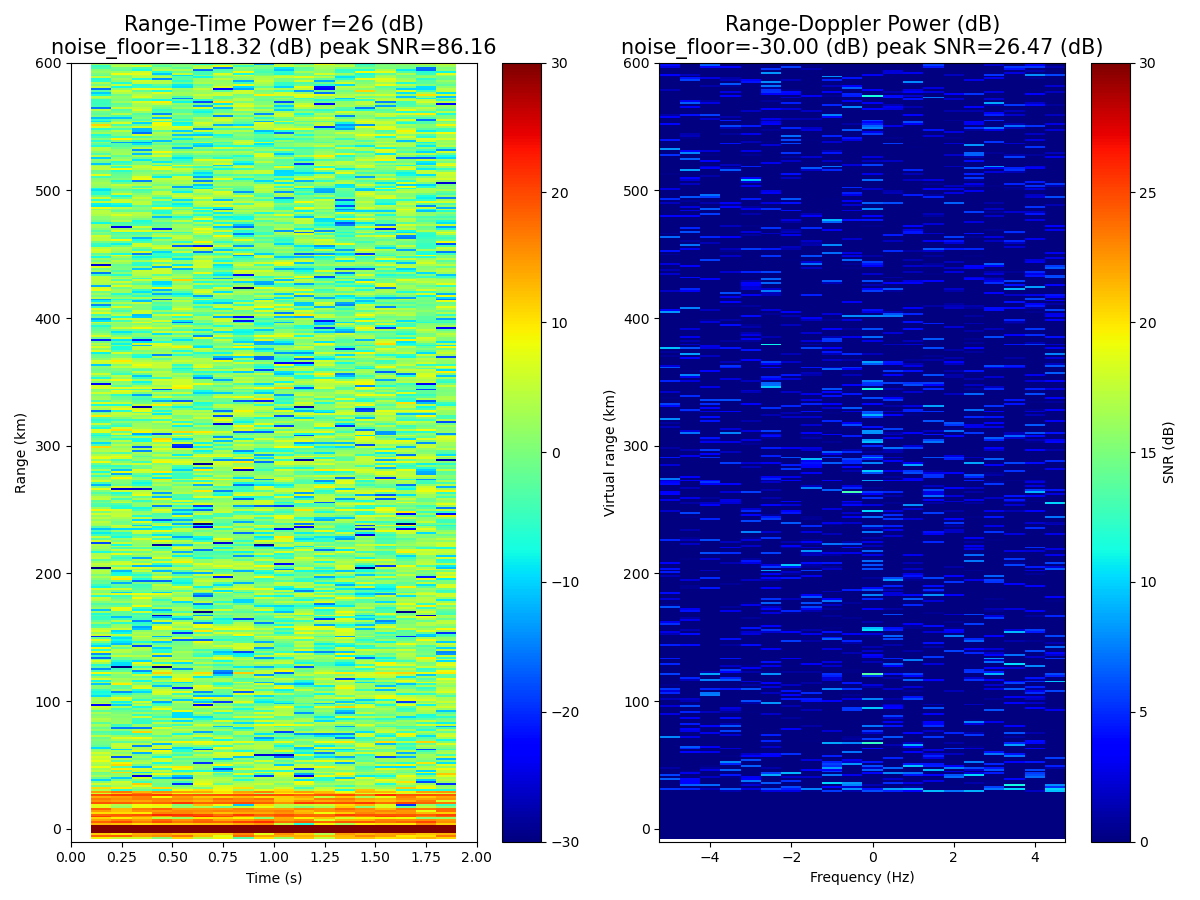 Range-Time Power f=26 (dB)
noise_floor=-118.32 (dB) peak SNR=86.16
600
500
400
300
200
100
0
Range (km)
0.00 0.25 0.50 0.75 1.00 1.25 1.50 1.75 2.00
Time (s)
30
20
10
0
−10
−20
−30
Range-Doppler Power (dB)
noise_floor=-30.00 (dB) peak SNR=26.47 (dB)
600
500
400
300
200
100
0
Virtual range (km)
−4 −2 0 2 4
Frequency (Hz)
30
25
20
15
10
5
0
SNR (dB)